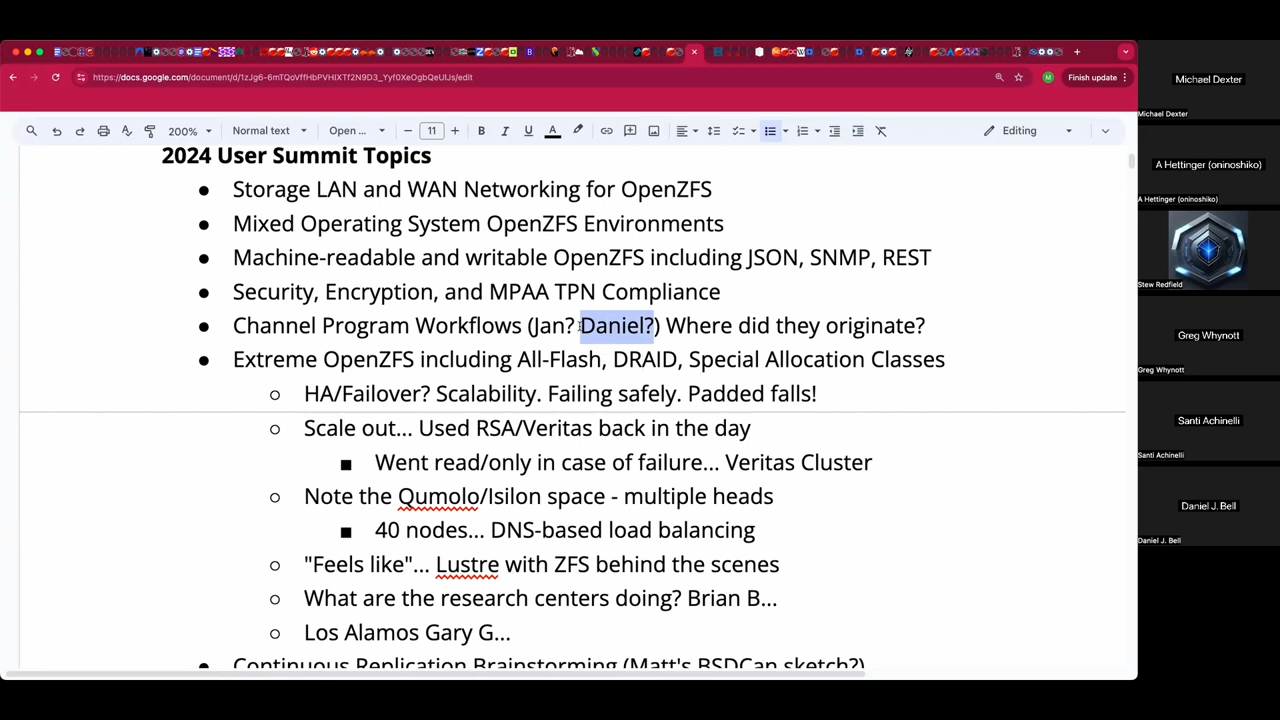 https://docs.google.com/document/d/1zJg6-6mTQoVffHbPVHIXTf2N9D3_Yyf0XeOgbQeUIJs/edit
M
Finish update
200%
Normal text
Open ...
11
B
I
U
A
Editing
2024 User Summit Topics
● Storage LAN and WAN Networking for OpenZFS
● Mixed Operating System OpenZFS Environments
● Machine-readable and writable OpenZFS including JSON, SNMP, REST
● Security, Encryption, and MPAA TPN Compliance
● Channel Program Workflows (Jan? Daniel?) Where did they originate?
● Extreme OpenZFS including All-Flash, DRAID, Special Allocation Classes
○ HA/Failover? Scalability. Failing safely. Padded falls!
○ Scale out... Used RSA/Veritas back in the day
■ Went read/only in case of failure... Veritas Cluster
○ Note the Qumolo/Isilon space - multiple heads
■ 40 nodes... DNS-based load balancing
○ "Feels like"... Lustre with ZFS behind the scenes
○ What are the research centers doing? Brian B...
○ Los Alamos Gary G...
● Continuous Replication Brainstorming (Matt's BSDCan sketch?)
Michael Dexter
Michael Dexter
A Hettinger (oninoshiko)
A Hettinger (oninoshiko)
Stew Redfield
Greg Whynott
Greg Whynott
Santi Achinelli
Santi Achinelli
Daniel J. Bell
Daniel J. Bell